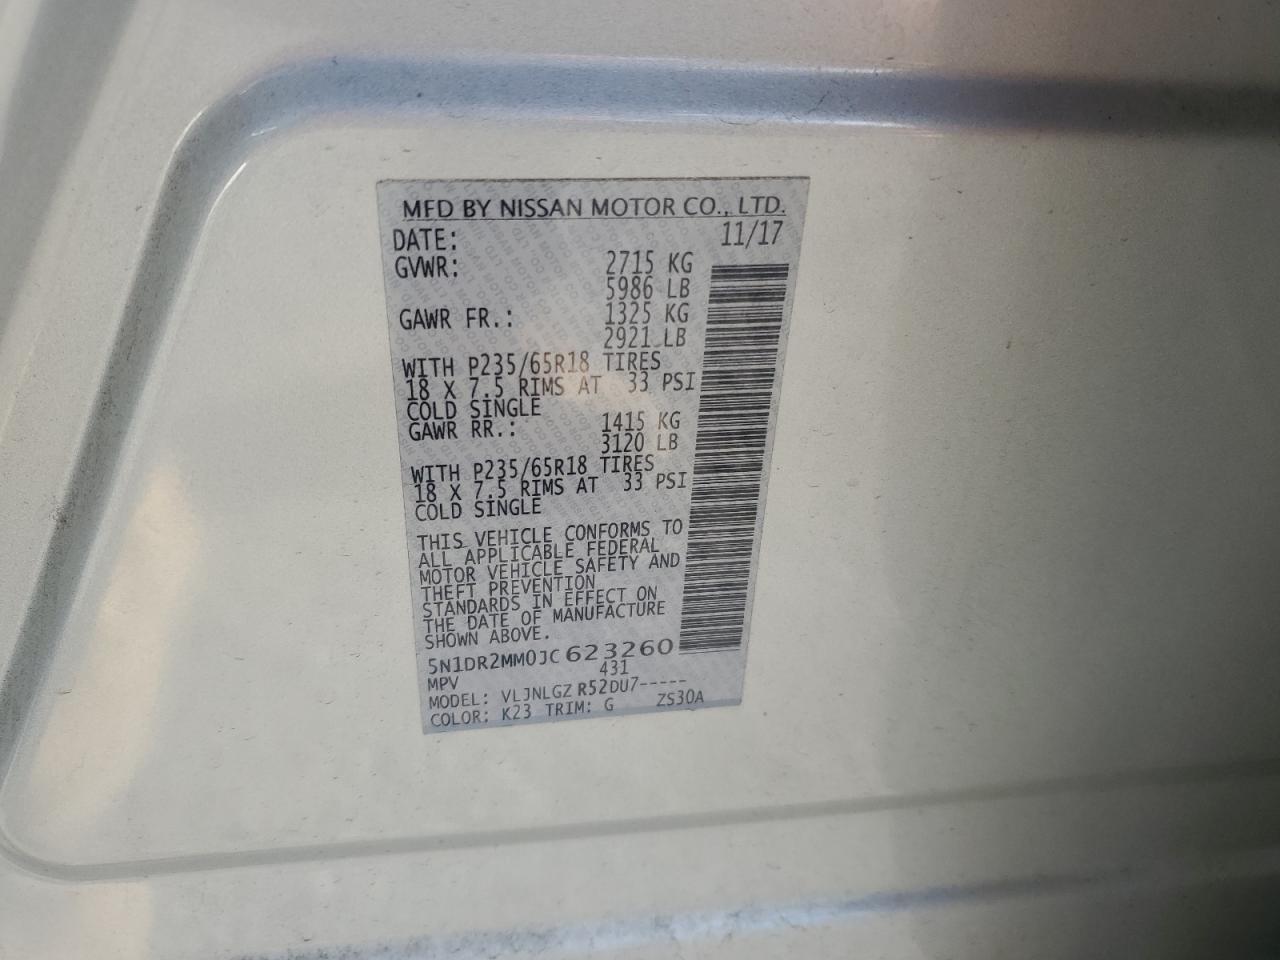 MFD BY NISSAN MOTOR CO., LTD.
DATE: 11/17
GVWR: 2715 KG
5986 LB
GAWR FR.: 1325 KG
2921 LB
WITH P235/65R18 TIRES
18 X 7.5 RIMS AT 33 PSI
COLD SINGLE
GAWR RR.: 1415 KG
3120 LB
WITH P235/65R18 TIRES
18 X 7.5 RIMS AT 33 PSI
COLD SINGLE
THIS VEHICLE CONFORMS TO
ALL APPLICABLE FEDERAL
MOTOR VEHICLE SAFETY AND
THEFT PREVENTION
STANDARDS IN EFFECT ON
THE DATE OF MANUFACTURE
SHOWN ABOVE.
5N1DR2MM0JC623260
MPV 431
MODEL: VLJNLGZ R52DU7-----
COLOR: K23 TRIM: G ZS30A